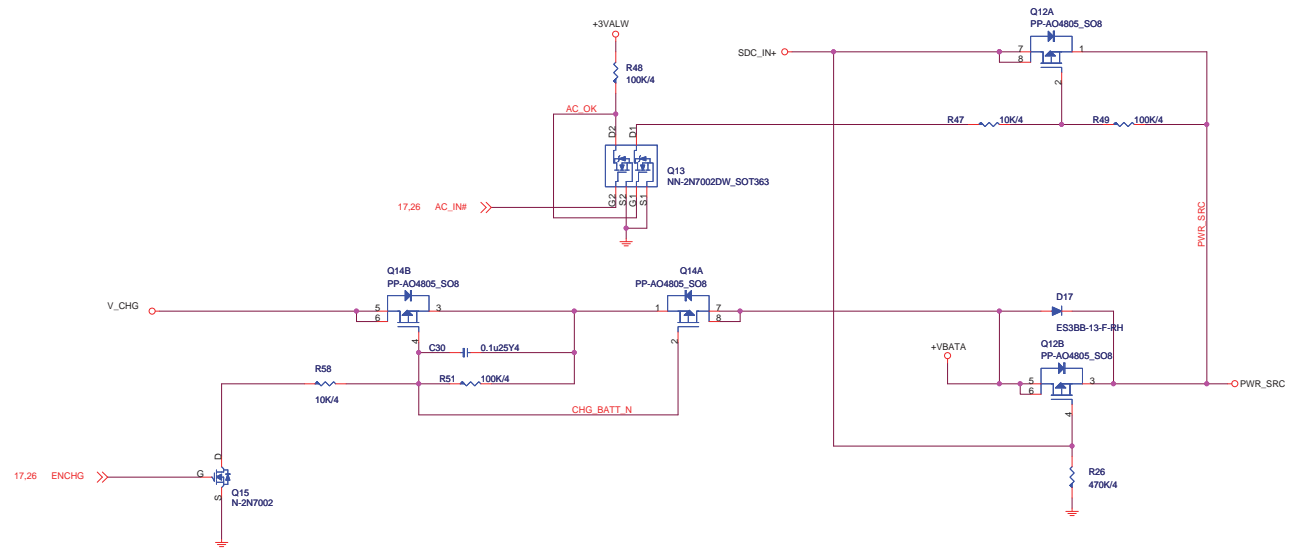 Q12A
PP-AO4805_SO8
+3VALW
SDC_IN+
7
8
1
2
R48
100K/4
AC_OK
D2
D1
R47
10K/4
R49
100K/4
Q13
NN-2N7002DW_SOT363
17,26 AC_IN#
G2
S2
G1
S1
PWR_SRC
Q14B
PP-AO4805_SO8
Q14A
PP-AO4805_SO8
V_CHG
5
6
3
4
1
7
8
2
D17
ES3BB-13-F-RH
C30
0.1u25Y4
+VBATA
Q12B
PP-AO4805_SO8
R58
10K/4
R51
100K/4
5
6
3
4
PWR_SRC
CHG_BATT_N
17,26 ENCHG
D
G
S
Q15
N-2N7002
R26
470K/4